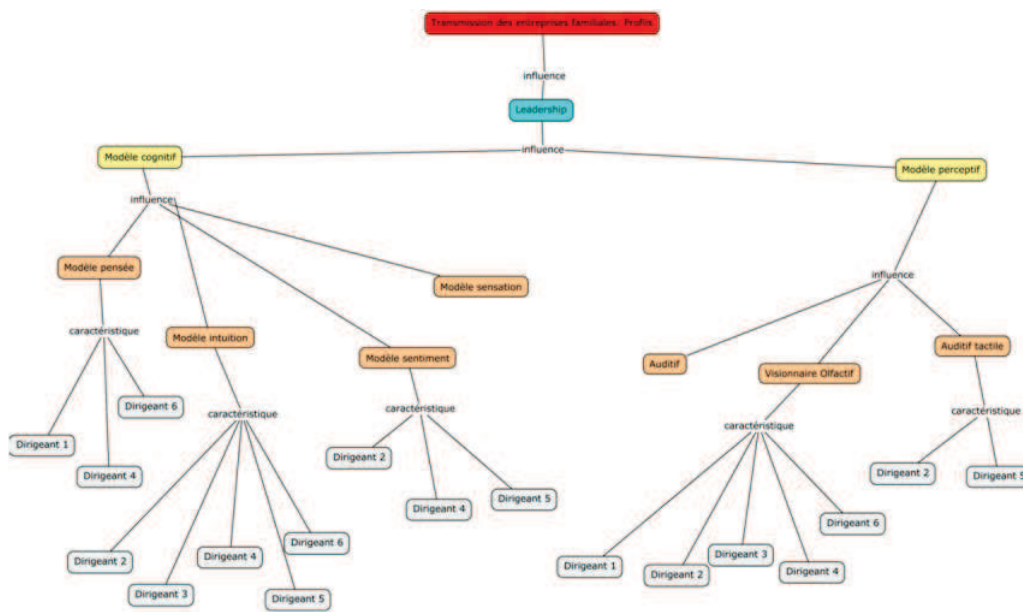 Transmission des entreprises familiales: Profils
influence
Leadership
influence
Modèle cognitif
Modèle perceptif
influence
Modèle pensée
Modèle sensation
influence
caractéristique
Modèle intuition
Modèle sentiment
Auditif
Visionnaire Olfactif
Auditif tactile
Dirigeant 6
caractéristique
caractéristique
caractéristique
caractéristique
Dirigeant 1
Dirigeant 4
Dirigeant 2
Dirigeant 4
Dirigeant 5
Dirigeant 2
Dirigeant 5
Dirigeant 2
Dirigeant 3
Dirigeant 4
Dirigeant 5
Dirigeant 6
Dirigeant 1
Dirigeant 2
Dirigeant 3
Dirigeant 4
Dirigeant 6